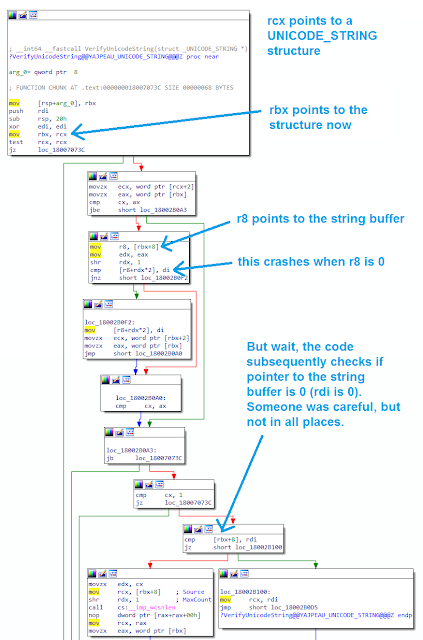 ; __int64 __fastcall VerifyUnicodeString(struct _UNICODE_STRING *)
?VerifyUnicodeString@@YAJPEAU_UNICODE_STRING@@@Z proc near
arg_0= qword ptr 8
; FUNCTION CHUNK AT .text:000000018007073C SIZE 00000068 BYTES
mov [rsp+arg_0], rbx
push rdi
sub rsp, 20h
xor edi, edi
mov rbx, rcx
test rcx, rcx
jz loc_18007073C
rcx points to a
UNICODE_STRING
structure
rbx points to the
structure now
movzx ecx, word ptr [rcx+2]
movzx eax, word ptr [rbx]
cmp cx, ax
jbe short loc_18002B0A3
mov r8, [rbx+8]
mov edx, eax
shr rdx, 1
cmp [r8+rdx*2], di
jnz short loc_18002B0F2
r8 points to the string buffer
this crashes when r8 is 0
loc_18002B0F2:
mov [r8+rdx*2], di
movzx ecx, word ptr [rbx+2]
movzx eax, word ptr [rbx]
jmp short loc_18002B0A0
But wait, the code
subsequently checks if
pointer to the string
buffer is 0 (rdi is 0).
Someone was careful, but
not in all places.
loc_18002B0A0:
cmp cx, ax
loc_18002B0A3:
jb loc_18007073C
cmp cx, 1
jz loc_18007073C
cmp [rbx+8], rdi
jz short loc_18002B100
movzx edx, cx
mov rcx, [rbx+8] ; Source
shr rdx, 1 ; MaxCount
call cs:__imp_wcsnlen
nop dword ptr [rax+rax+00h]
mov rcx, rax
movzx eax, word ptr [rbx]
loc_18002B100:
mov rcx, rdi
jmp short loc_18002B0D5
?VerifyUnicodeString@@YAJPEAU_UNICODE_STRING@@@Z endp